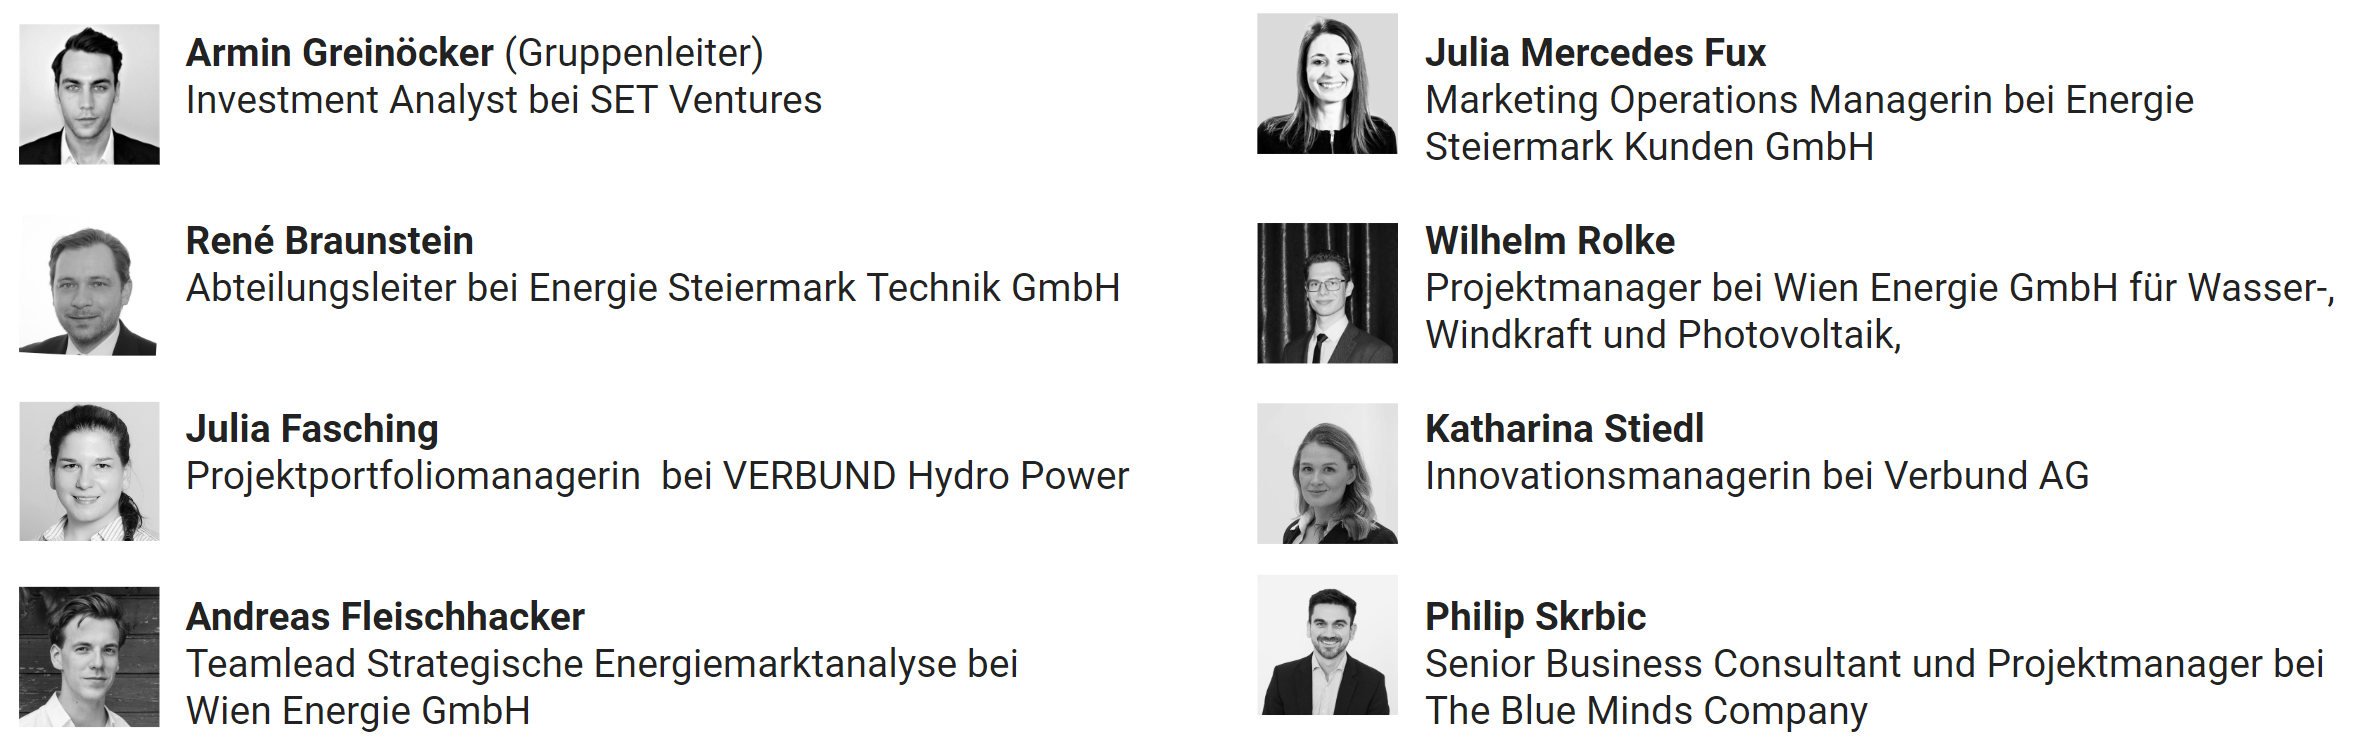 Armin Greinöcker (Gruppenleiter)
Investment Analyst bei SET Ventures
René Braunstein
Abteilungsleiter bei Energie Steiermark Technik GmbH
Julia Fasching
Projektportfoliomanagerin  bei VERBUND Hydro Power
Andreas Fleischhacker
Teamlead Strategische Energiemarktanalyse bei
Wien Energie GmbH
Julia Mercedes Fux
Marketing Operations Managerin bei Energie
Steiermark Kunden GmbH
Wilhelm Rolke
Projektmanager bei Wien Energie GmbH für Wasser-,
Windkraft und Photovoltaik,
Katharina Stiedl
Innovationsmanagerin bei Verbund AG
Philip Skrbic
Senior Business Consultant und Projektmanager bei
The Blue Minds Company